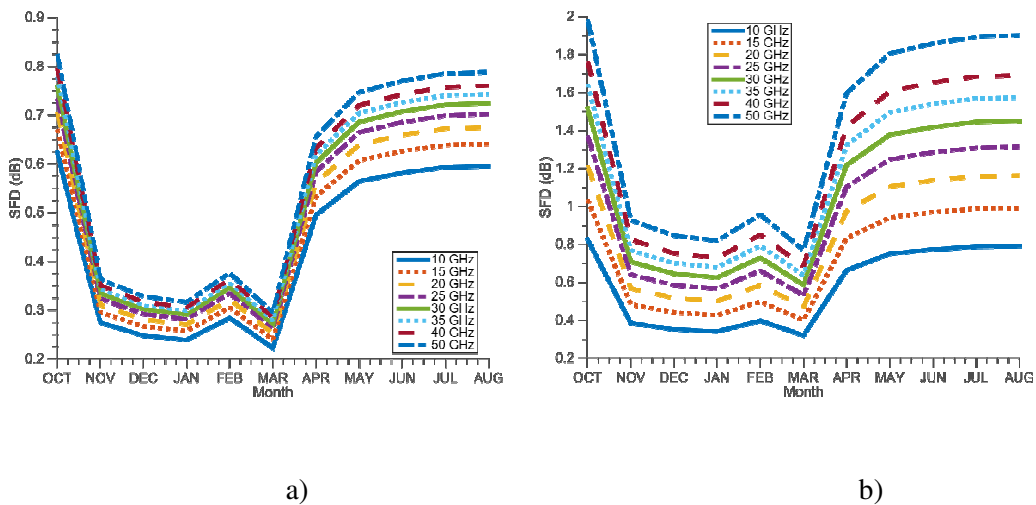 0.9
0.8
0.7
0.6
0.5
0.4
0.3
0.2
SFD (dB)
OCT NOV DEC JAN FEB MAR APR MAY JUN JUL AUG
Month
10 GHz
15 GHz
20 GHz
25 GHz
30 GHz
35 GHz
40 GHz
50 GHz
a)
2
1.8
1.6
1.4
1.2
1
0.8
0.6
0.4
0.2
SFD (dB)
OCT NOV DEC JAN FEB MAR APR MAY JUN JUL AUG
Month
10 GHz
15 GHz
20 GHz
25 GHz
30 GHz
35 GHz
40 GHz
50 GHz
b)